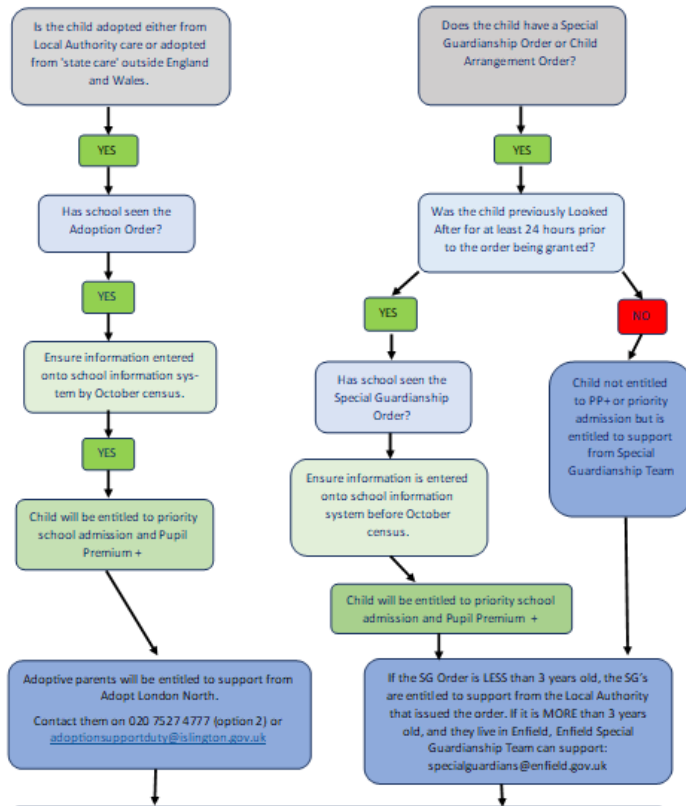 Is the child adopted either from
Local Authority care or adopted
from 'state care' outside England
and Wales.
YES
Has school seen the
Adoption Order?
YES
Ensure information entered
onto school information sys-
tem by October census.
YES
Child will be entitled to priority
school admission and Pupil
Premium +
Adoptive parents will be entitled to support from
Adopt London North.
Contact them on 020 7527 4777 (option 2) or
adoptionsupportduty@islington.gov.uk
Does the child have a Special
Guardianship Order or Child
Arrangement Order?
YES
Was the child previously Looked
After for at least 24 hours prior
to the order being granted?
YES
NO
Has school seen the
Special Guardianship
Order?
Ensure information is entered
onto school information
system before October
census.
Child will be entitled to priority school
admission and Pupil Premium +
Child not entitled
to PP+ or priority
admission but is
entitled to support
from Special
Guardianship Team
If the SG Order is LESS than 3 years old, the SG's
are entitled to support from the Local Authority
that issued the order. If it is MORE than 3 years
old, and they live in Enfield, Enfield Special
Guardianship Team can support:
specialguardians@enfield.gov.uk